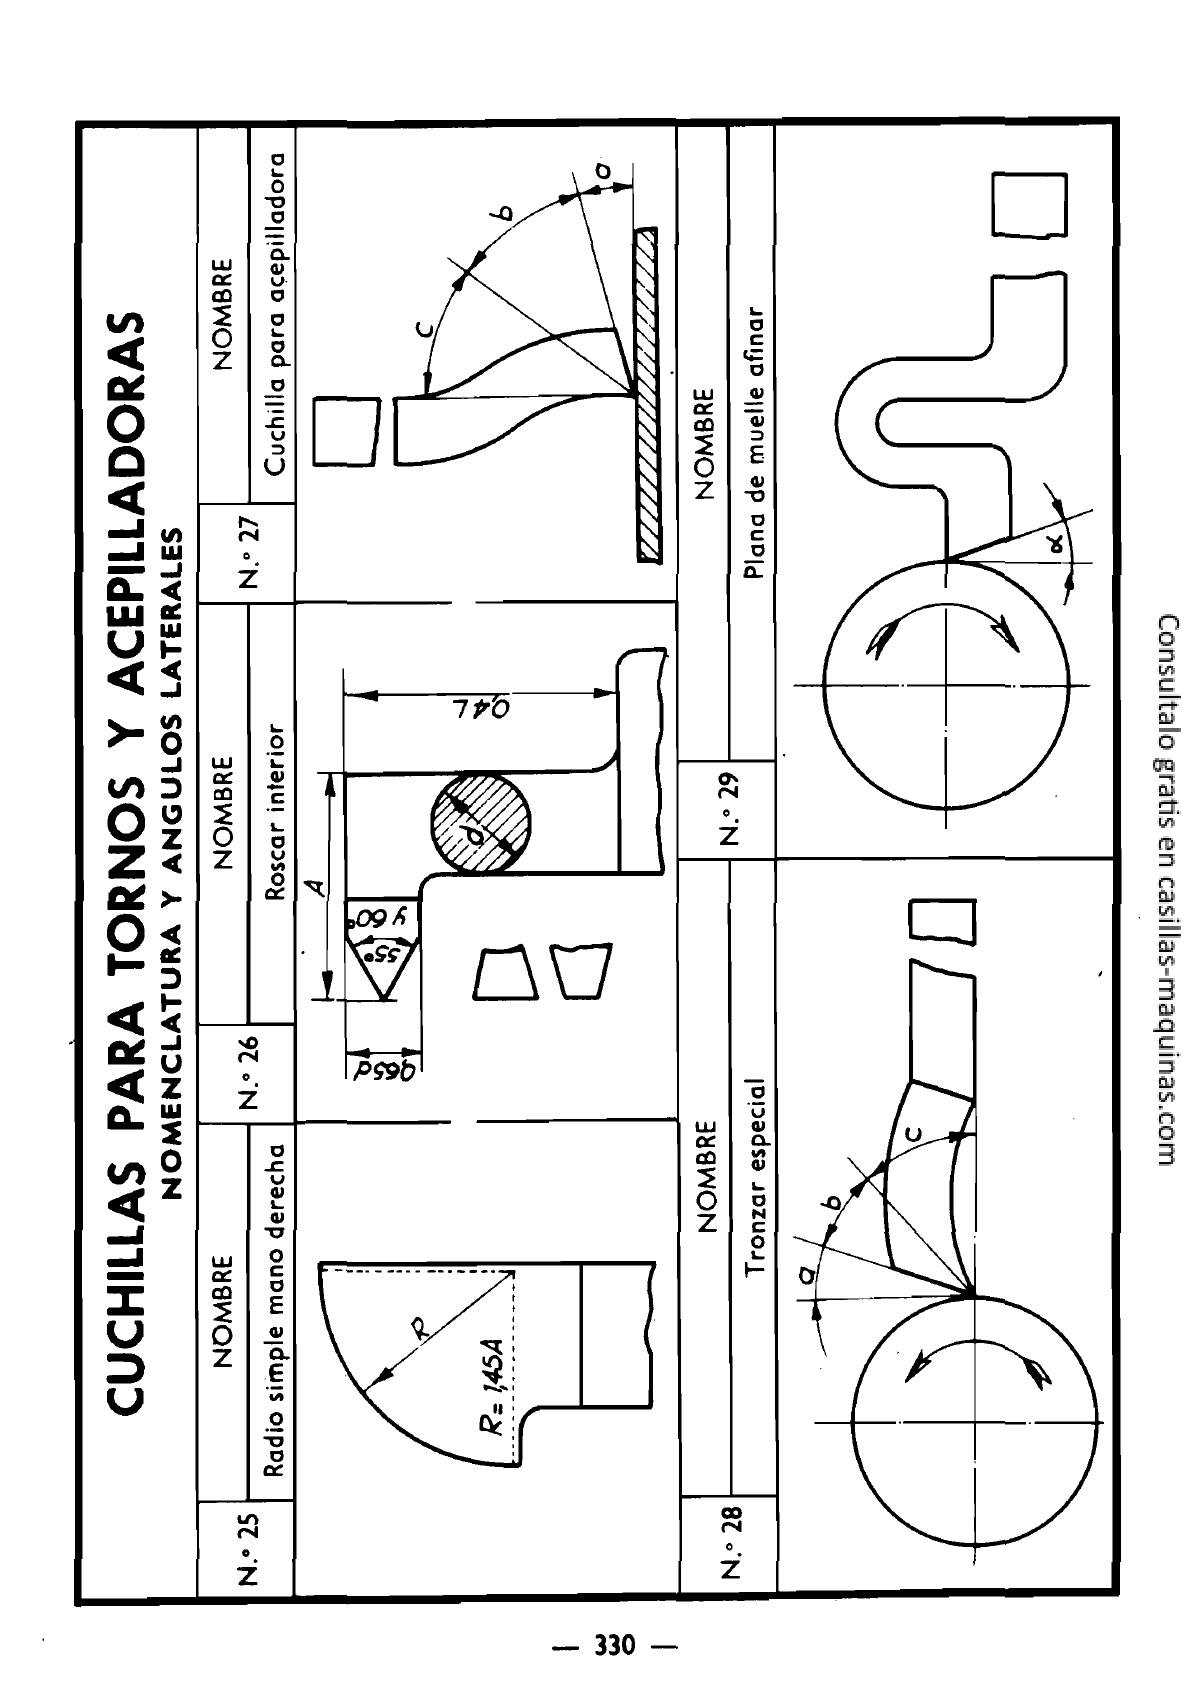 CUCHILLAS PARA TORNOS Y ACEPILLADORAS
NOMENCLATURA Y ANGULOS LATERALES
N.° 25
NOMBRE
Radio simple mano derecha
R
R = 1,45A
N.° 26
NOMBRE
Roscar interior
A
55°
y 60°
0,65d
d
0,4 L
N.° 27
NOMBRE
Cuchilla para acepilladora
c
b
a
N.° 28
NOMBRE
Tronzar especial
a
b
c
N.° 29
NOMBRE
Plana de muelle afinar
α
— 330 —
Consultalo gratis en casillas-maquinas.com